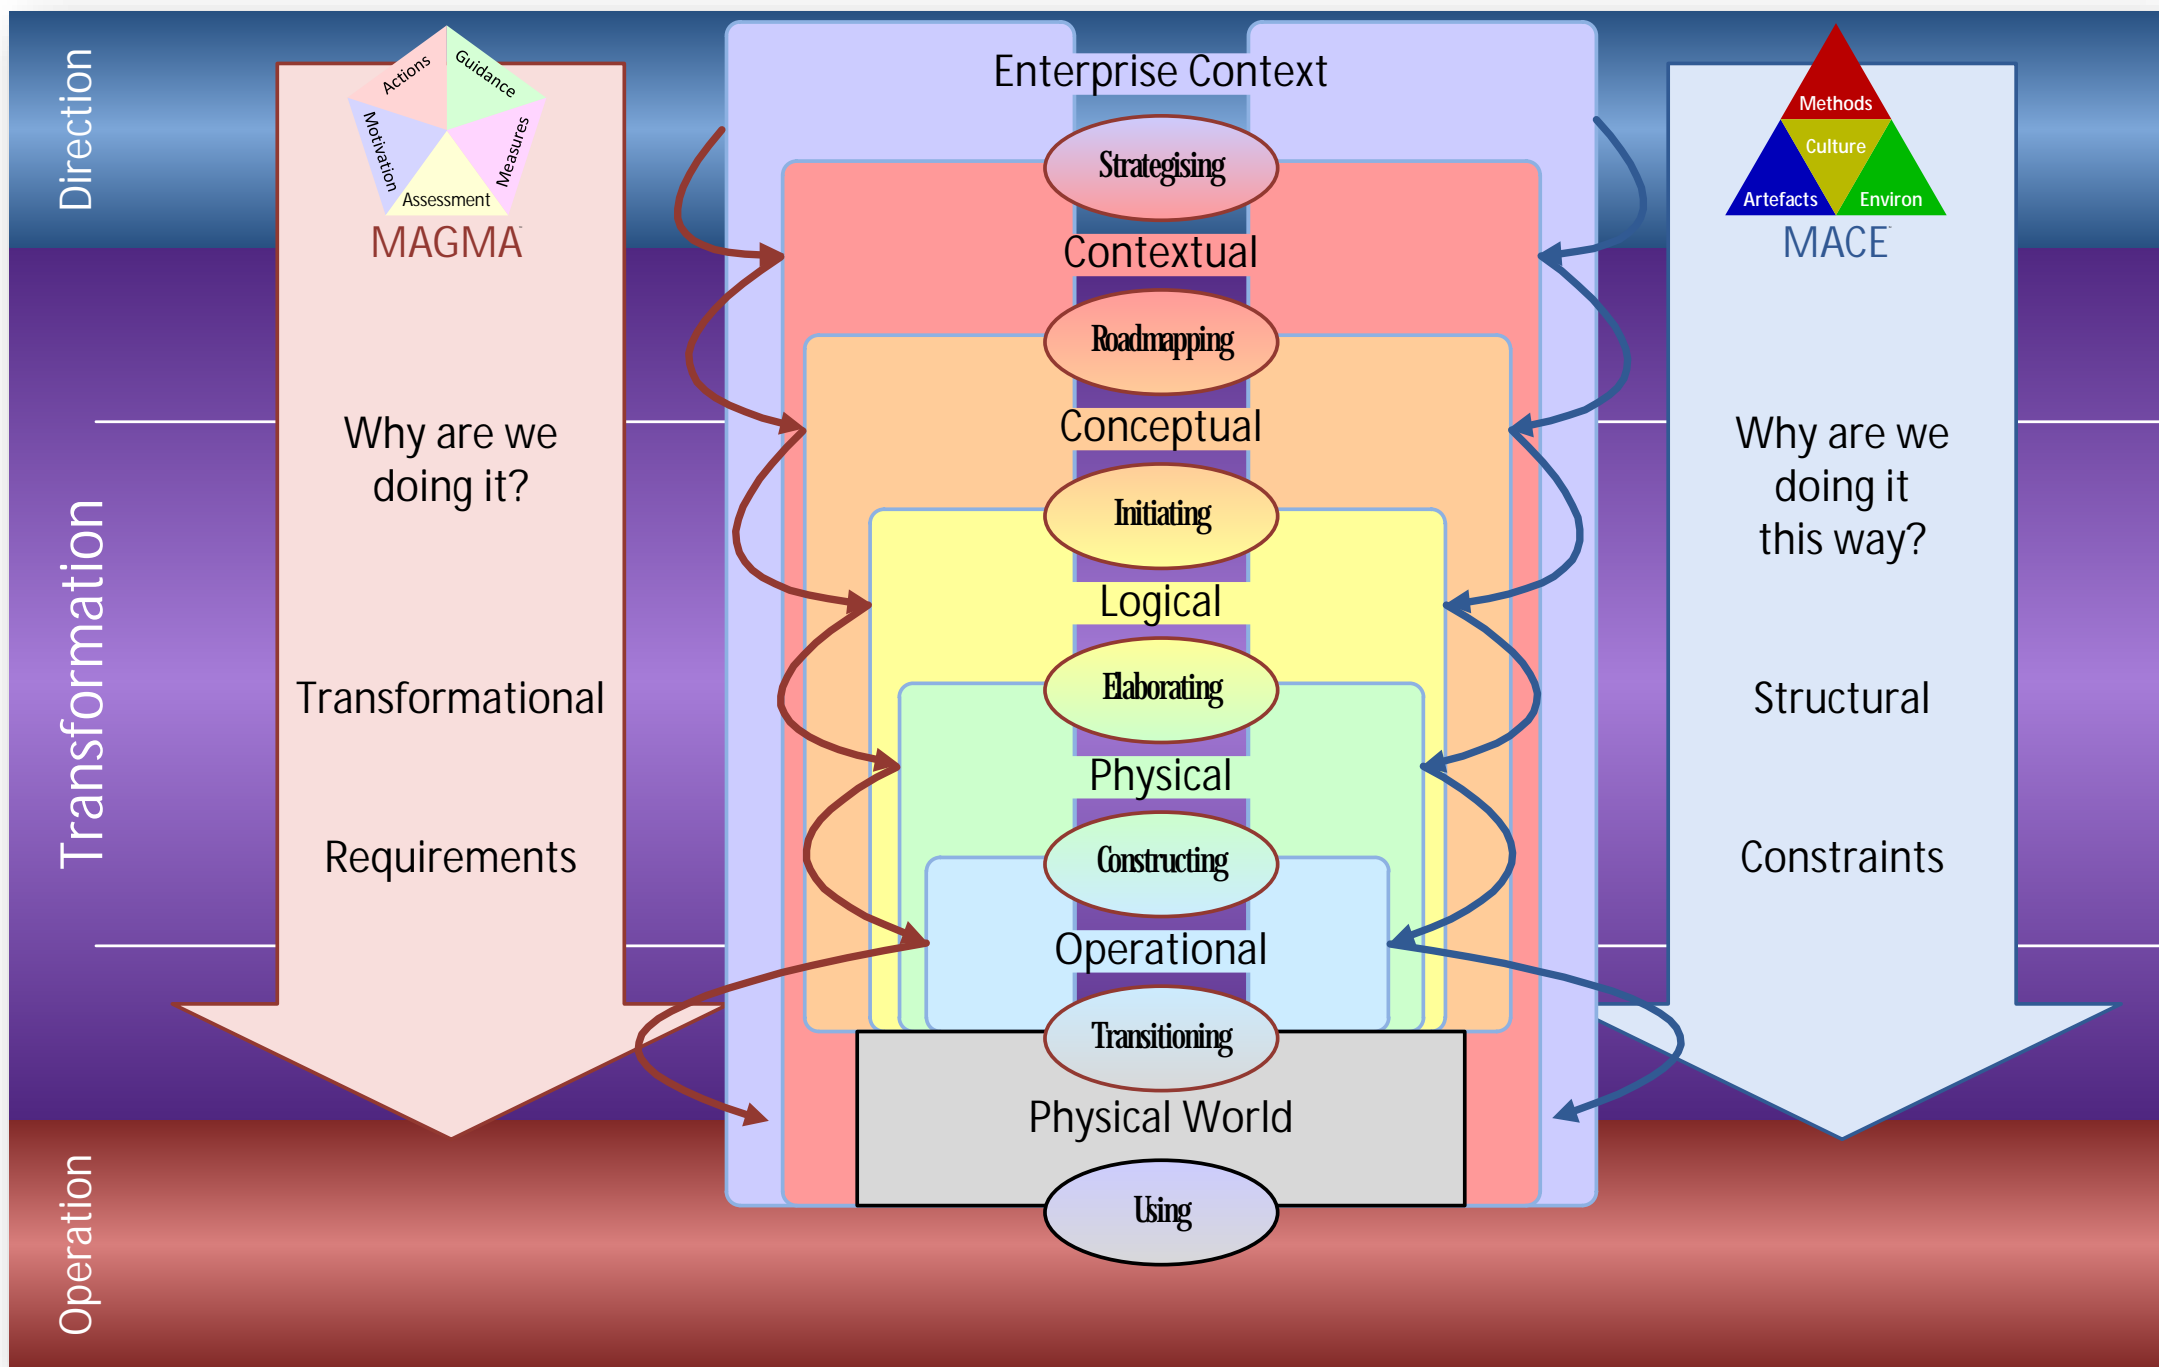 Direction
Transformation
Operation
Actions
Guidance
Motivation
Measures
Assessment
MAGMA
Why are we
doing it?
Transformational
Requirements
Enterprise Context
Strategising
Contextual
Roadmapping
Conceptual
Initiating
Logical
Elaborating
Physical
Constructing
Operational
Transitioning
Physical World
Using
Methods
Culture
Artefacts
Environ
MACE
Why are we
doing it
this way?
Structural
Constraints